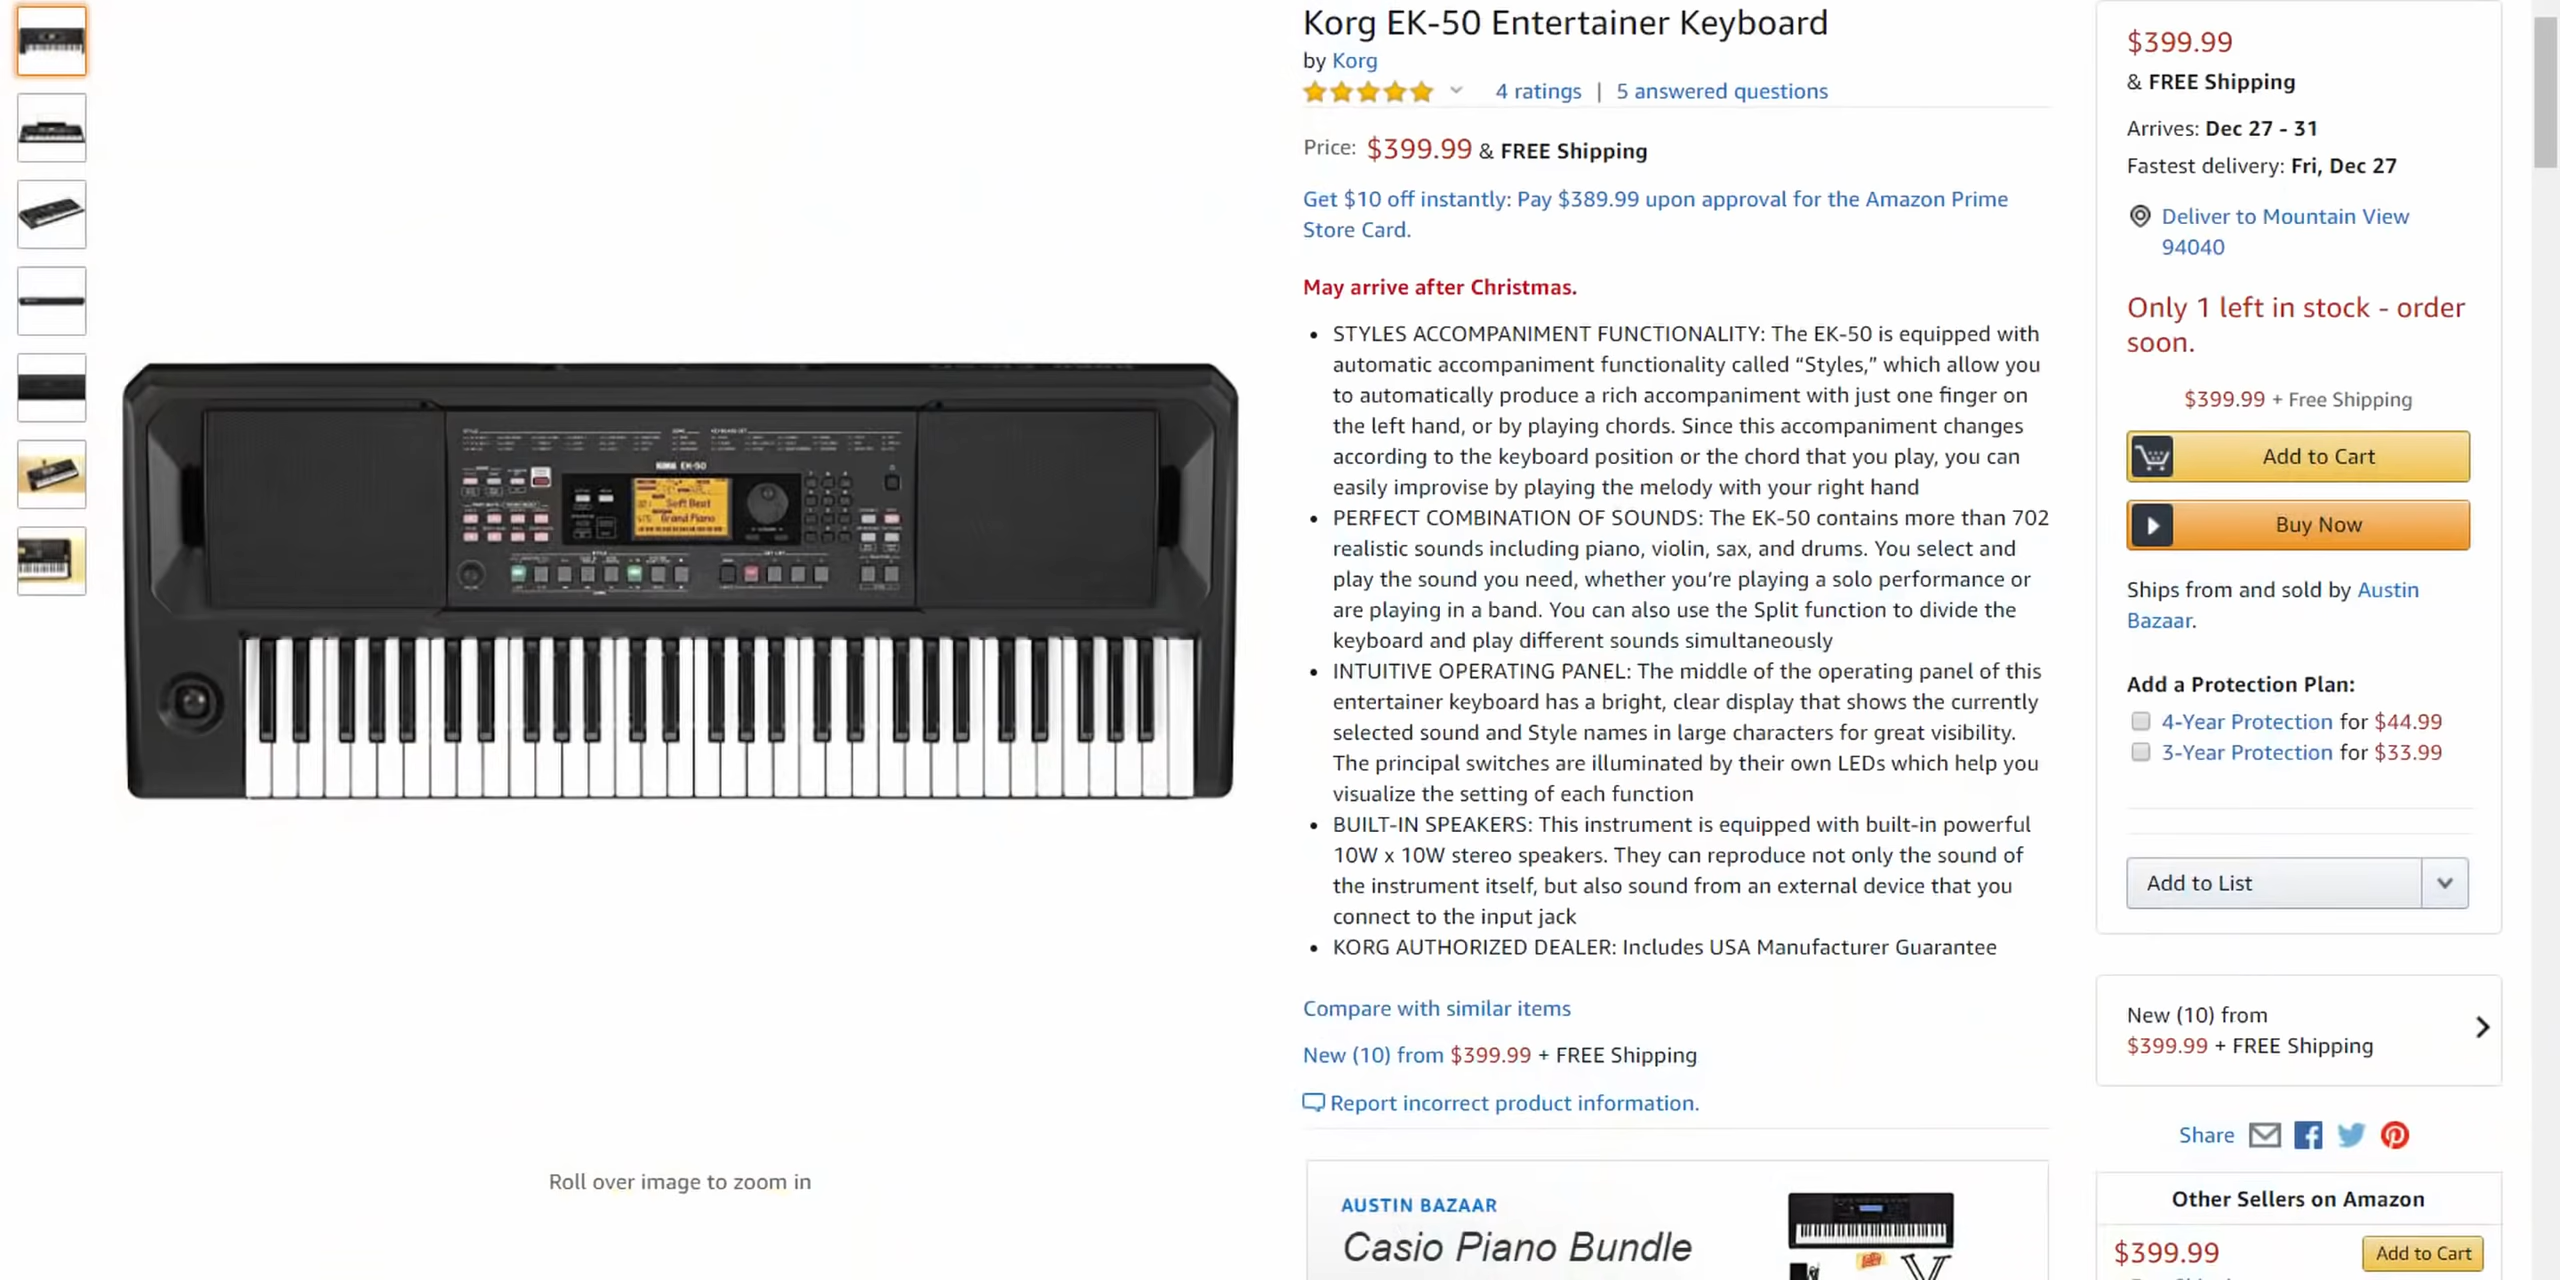 Korg EK-50 Entertainer Keyboard
by Korg
4 ratings | 5 answered questions
Price: $399.99 & FREE Shipping
Get $10 off instantly: Pay $389.99 upon approval for the Amazon Prime
Store Card.
May arrive after Christmas.
• STYLES ACCOMPANIMENT FUNCTIONALITY: The EK-50 is equipped with
automatic accompaniment functionality called “Styles,” which allow you
to automatically produce a rich accompaniment with just one finger on
the left hand, or by playing chords. Since this accompaniment changes
according to the keyboard position or the chord that you play, you can
easily improvise by playing the melody with your right hand
• PERFECT COMBINATION OF SOUNDS: The EK-50 contains more than 702
realistic sounds including piano, violin, sax, and drums. You select and
play the sound you need, whether you’re playing a solo performance or
are playing in a band. You can also use the Split function to divide the
keyboard and play different sounds simultaneously
• INTUITIVE OPERATING PANEL: The middle of the operating panel of this
entertainer keyboard has a bright, clear display that shows the currently
selected sound and Style names in large characters for great visibility.
The principal switches are illuminated by their own LEDs which help you
visualize the setting of each function
• BUILT-IN SPEAKERS: This instrument is equipped with built-in powerful
10W x 10W stereo speakers. They can reproduce not only the sound of
the instrument itself, but also sound from an external device that you
connect to the input jack
• KORG AUTHORIZED DEALER: Includes USA Manufacturer Guarantee
Compare with similar items
New (10) from $399.99 + FREE Shipping
Report incorrect product information.
AUSTIN BAZAAR
Casio Piano Bundle
KORG EK-50
Soft Beat
Grand Piano
Roll over image to zoom in
$399.99
& FREE Shipping
Arrives: Dec 27 - 31
Fastest delivery: Fri, Dec 27
Deliver to Mountain View
94040
Only 1 left in stock - order
soon.
$399.99 + Free Shipping
Add to Cart
Buy Now
Ships from and sold by Austin
Bazaar.
Add a Protection Plan:
4-Year Protection for $44.99
3-Year Protection for $33.99
Add to List
New (10) from
$399.99 + FREE Shipping
Share
Other Sellers on Amazon
$399.99
Add to Cart